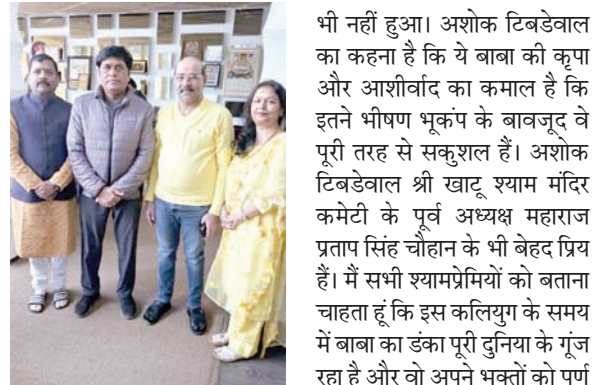 भी नहीं हुआ। अशोक टिबडेवाल
का कहना है कि ये बाबा की कृपा
और आशीर्वाद का कमाल है कि
इतने भीषण भूकंप के बावजूद वे
पूरी तरह से सकुशल हैं। अशोक
टिबडेवाल श्री खाटू श्याम मंदिर
कमेटी के पूर्व अध्यक्ष महाराज
प्रताप सिंह चौहान के भी बेहद प्रिय
हैं। मैं सभी श्यामप्रेमियों को बताना
चाहता हूं कि इस कलियुग के समय
में बाबा का डंका पूरी दुनिया के गूंज
रहा है और वो अपने भक्तों को पूर्ण